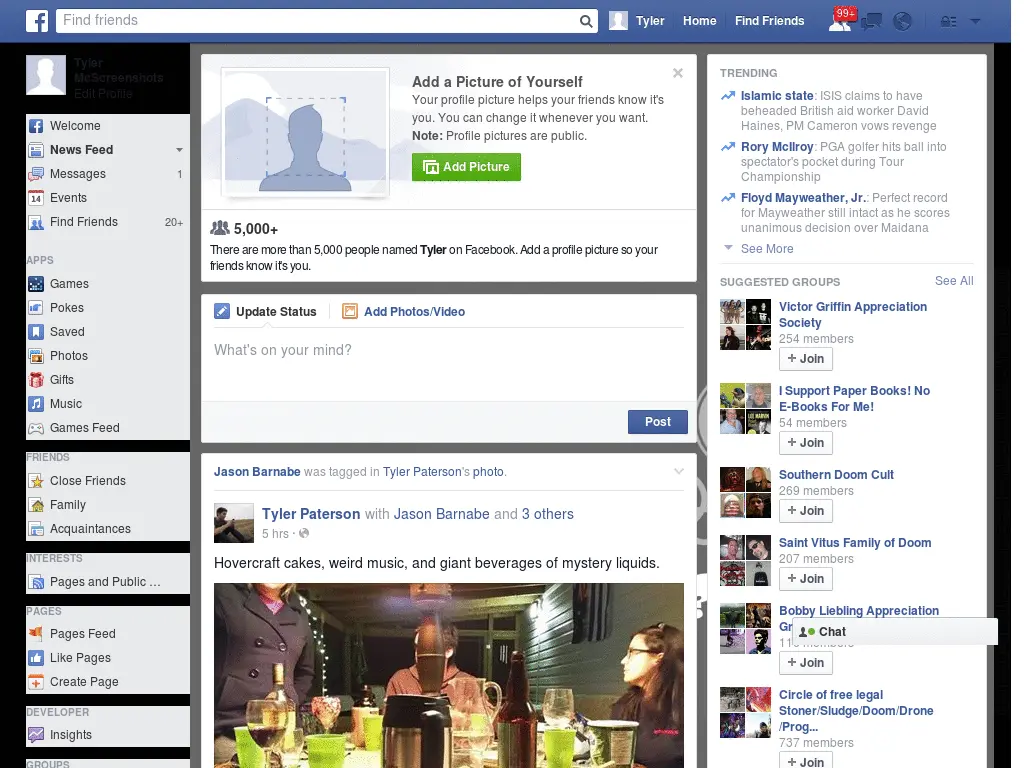 Find friends
Tyler
Home
Find Friends
99+
Tyler
McScreenshots
Edit Profile
Welcome
News Feed
Messages 1
14 Events
Find Friends 20+
APPS
Games
Pokes
Saved
Photos
Gifts
Music
Games Feed
FRIENDS
Close Friends
Family
Acquaintances
INTERESTS
Pages and Public ...
PAGES
Pages Feed
Like Pages
Create Page
DEVELOPER
Insights
GROUPS
Add a Picture of Yourself
Your profile picture helps your friends know it's
you. You can change it whenever you want.
Note: Profile pictures are public.
Add Picture
5,000+
There are more than 5,000 people named Tyler on Facebook. Add a profile picture so your
friends know it's you.
Update Status
Add Photos/Video
What's on your mind?
Post
Jason Barnabe was tagged in Tyler Paterson's photo.
Tyler Paterson with Jason Barnabe and 3 others
5 hrs ·
Hovercraft cakes, weird music, and giant beverages of mystery liquids.
TRENDING
Islamic state: ISIS claims to have
beheaded British aid worker David
Haines, PM Cameron vows revenge
Rory McIlroy: PGA golfer hits ball into
spectator's pocket during Tour
Championship
Floyd Mayweather, Jr.: Perfect record
for Mayweather still intact as he scores
unanimous decision over Maidana
See More
SUGGESTED GROUPS See All
Victor Griffin Appreciation
Society
254 members
+ Join
I Support Paper Books! No
E-Books For Me!
54 members
+ Join
Southern Doom Cult
269 members
+ Join
Saint Vitus Family of Doom
207 members
+ Join
Bobby Liebling Appreciation
Chat
members
+ Join
Circle of free legal
Stoner/Sludge/Doom/Drone
/Prog...
737 members
+ Join